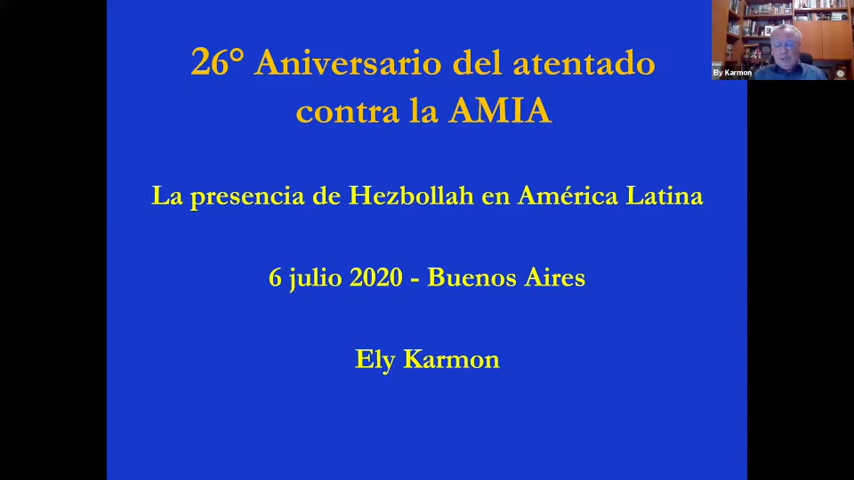 26° Aniversario del atentado
contra la AMIA
La presencia de Hezbollah en América Latina
6 julio 2020 - Buenos Aires
Ely Karmon
Ely Karmon